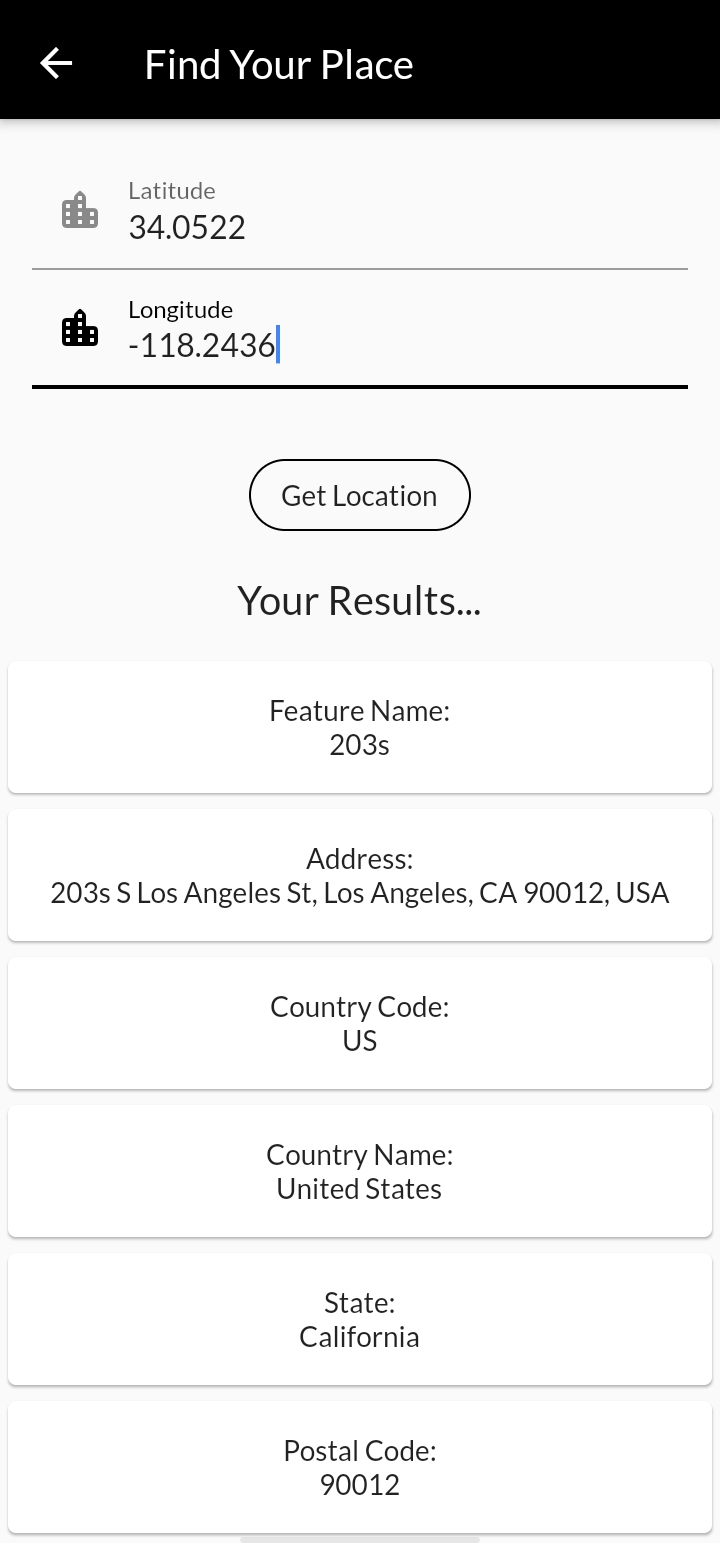 Find Your Place
Latitude
34.0522
Longitude
-118.2436
Get Location
Your Results...
Feature Name:
203s
Address:
203s S Los Angeles St, Los Angeles, CA 90012, USA
Country Code:
US
Country Name:
United States
State:
California
Postal Code:
90012